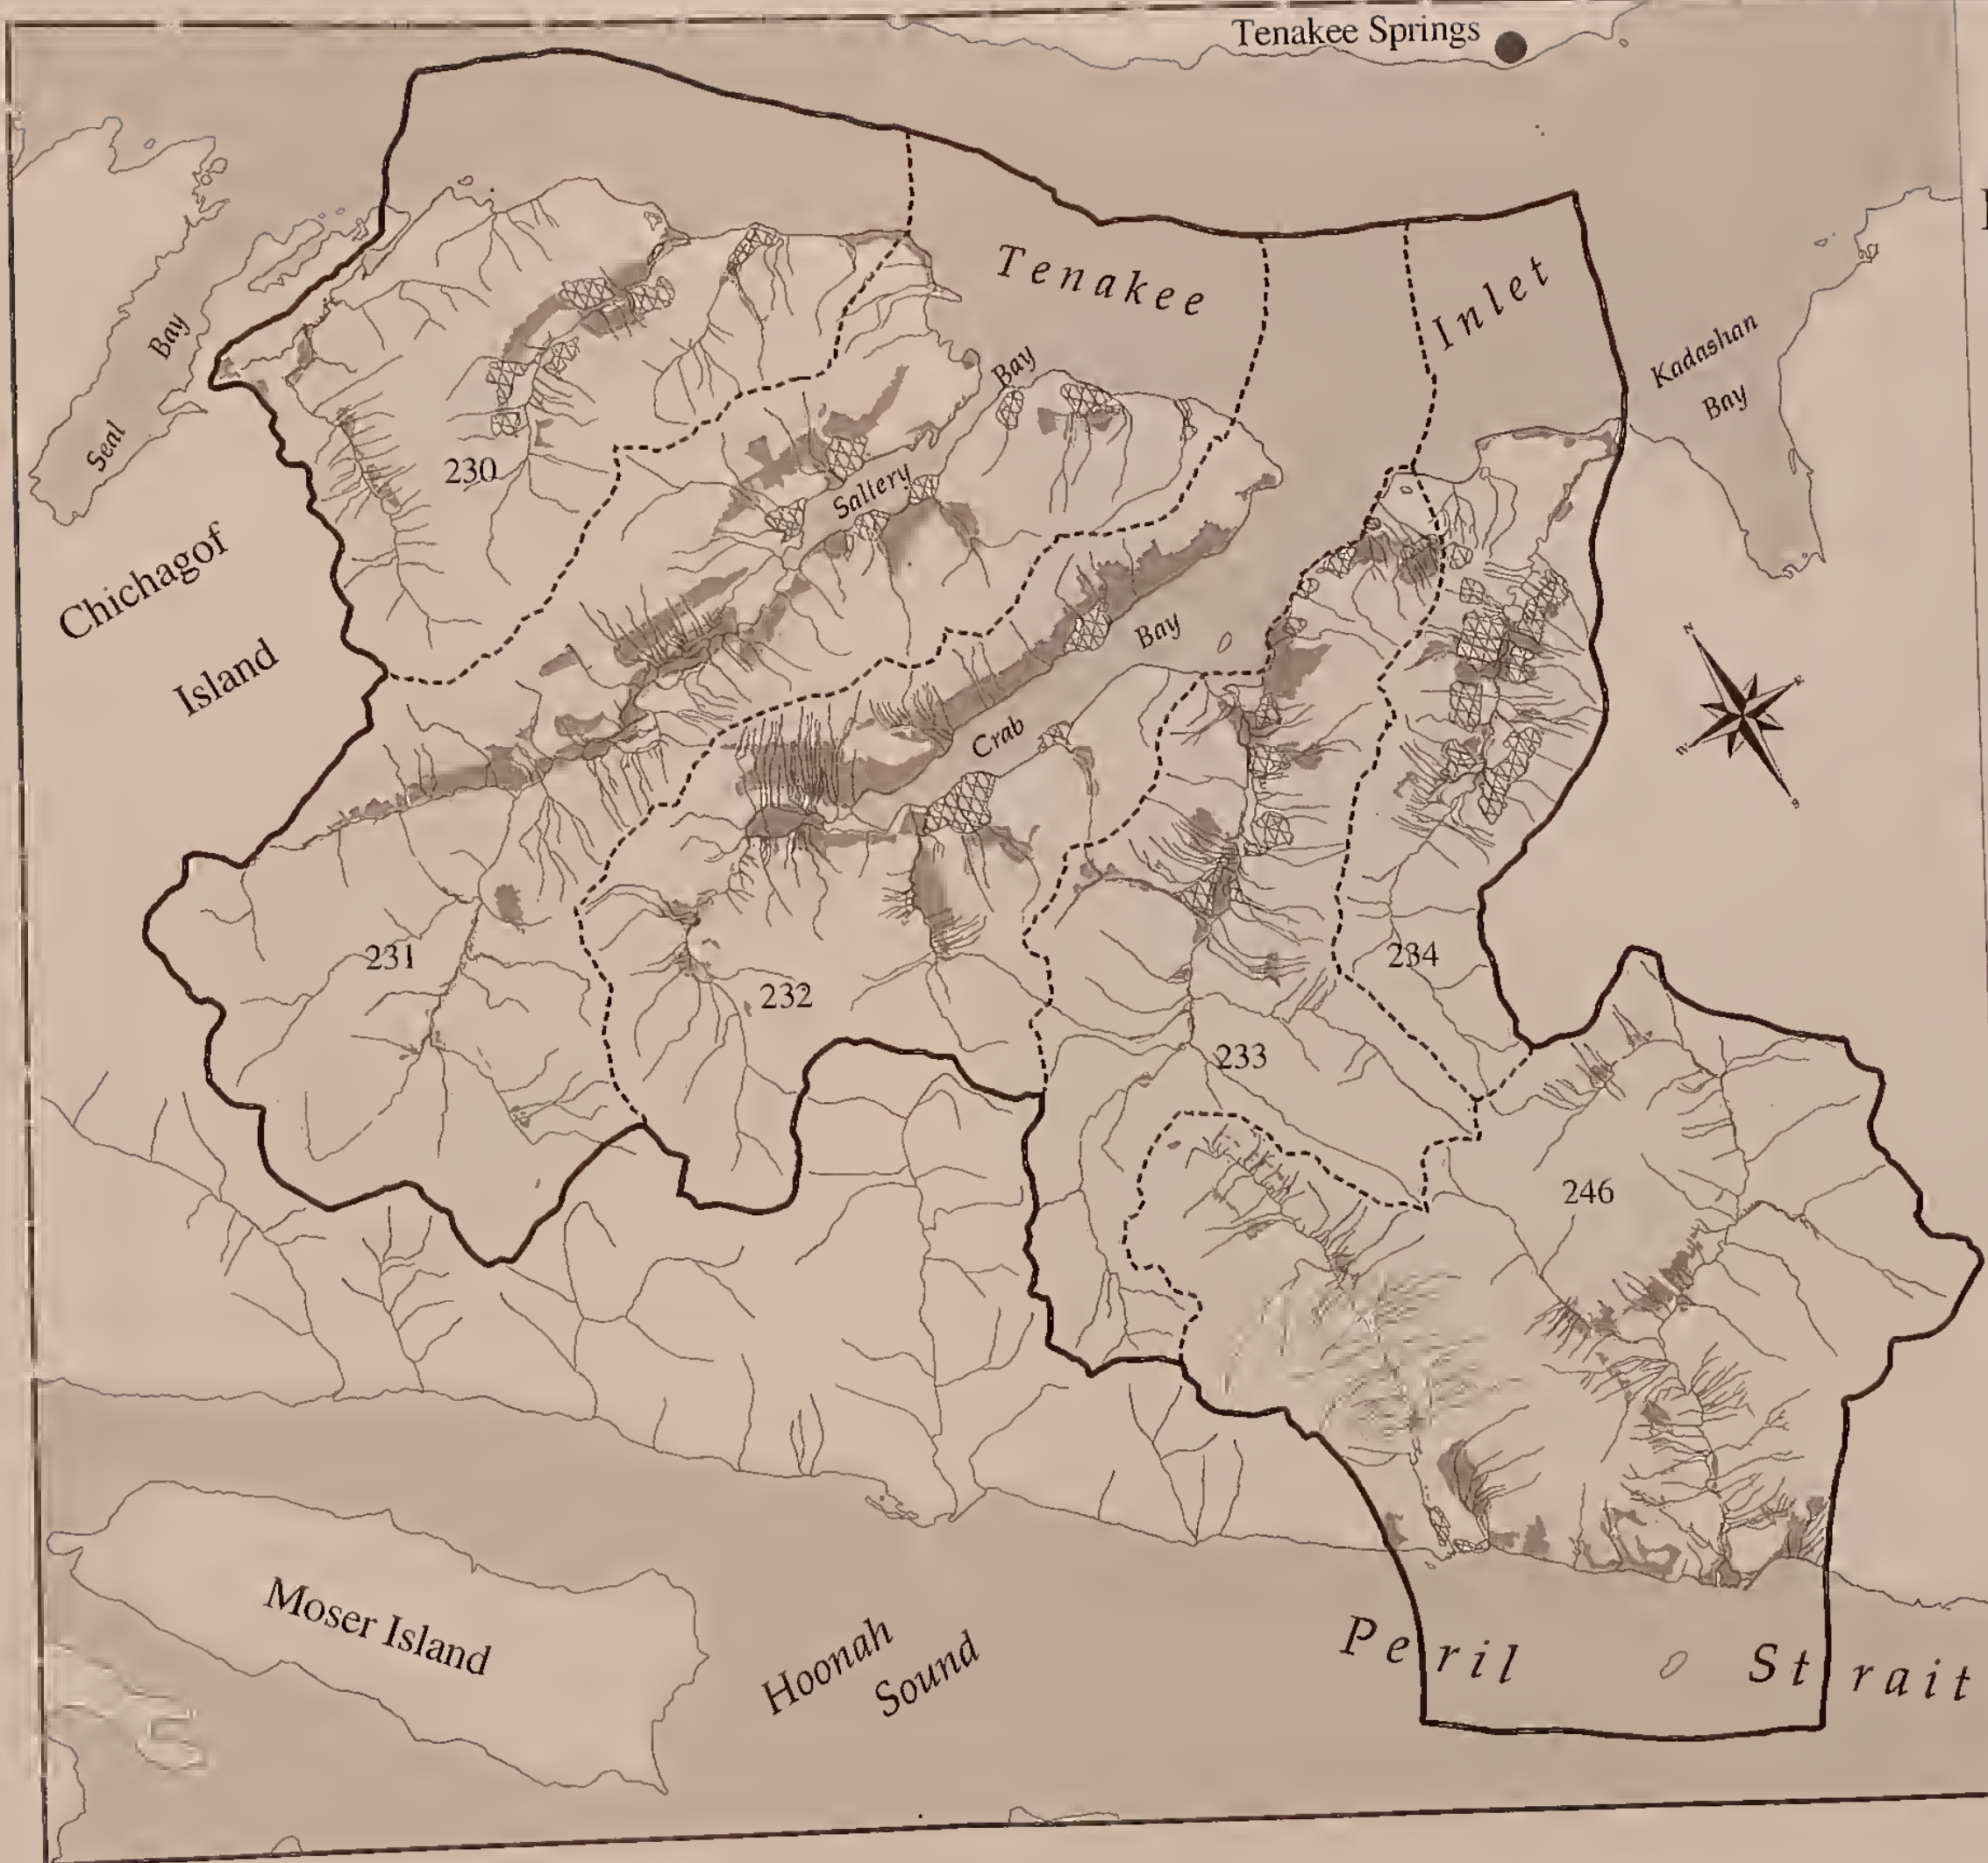 Tenakee Springs
Tenakee
Inlet
Kadashan
Bay
Seal
Bay
Bay
Saltery
230
Chichagof
Island
Bay
Crab
N
E
W
S
231
232
233
234
246
Moser Island
Hoonah
Sound
Peril Strait